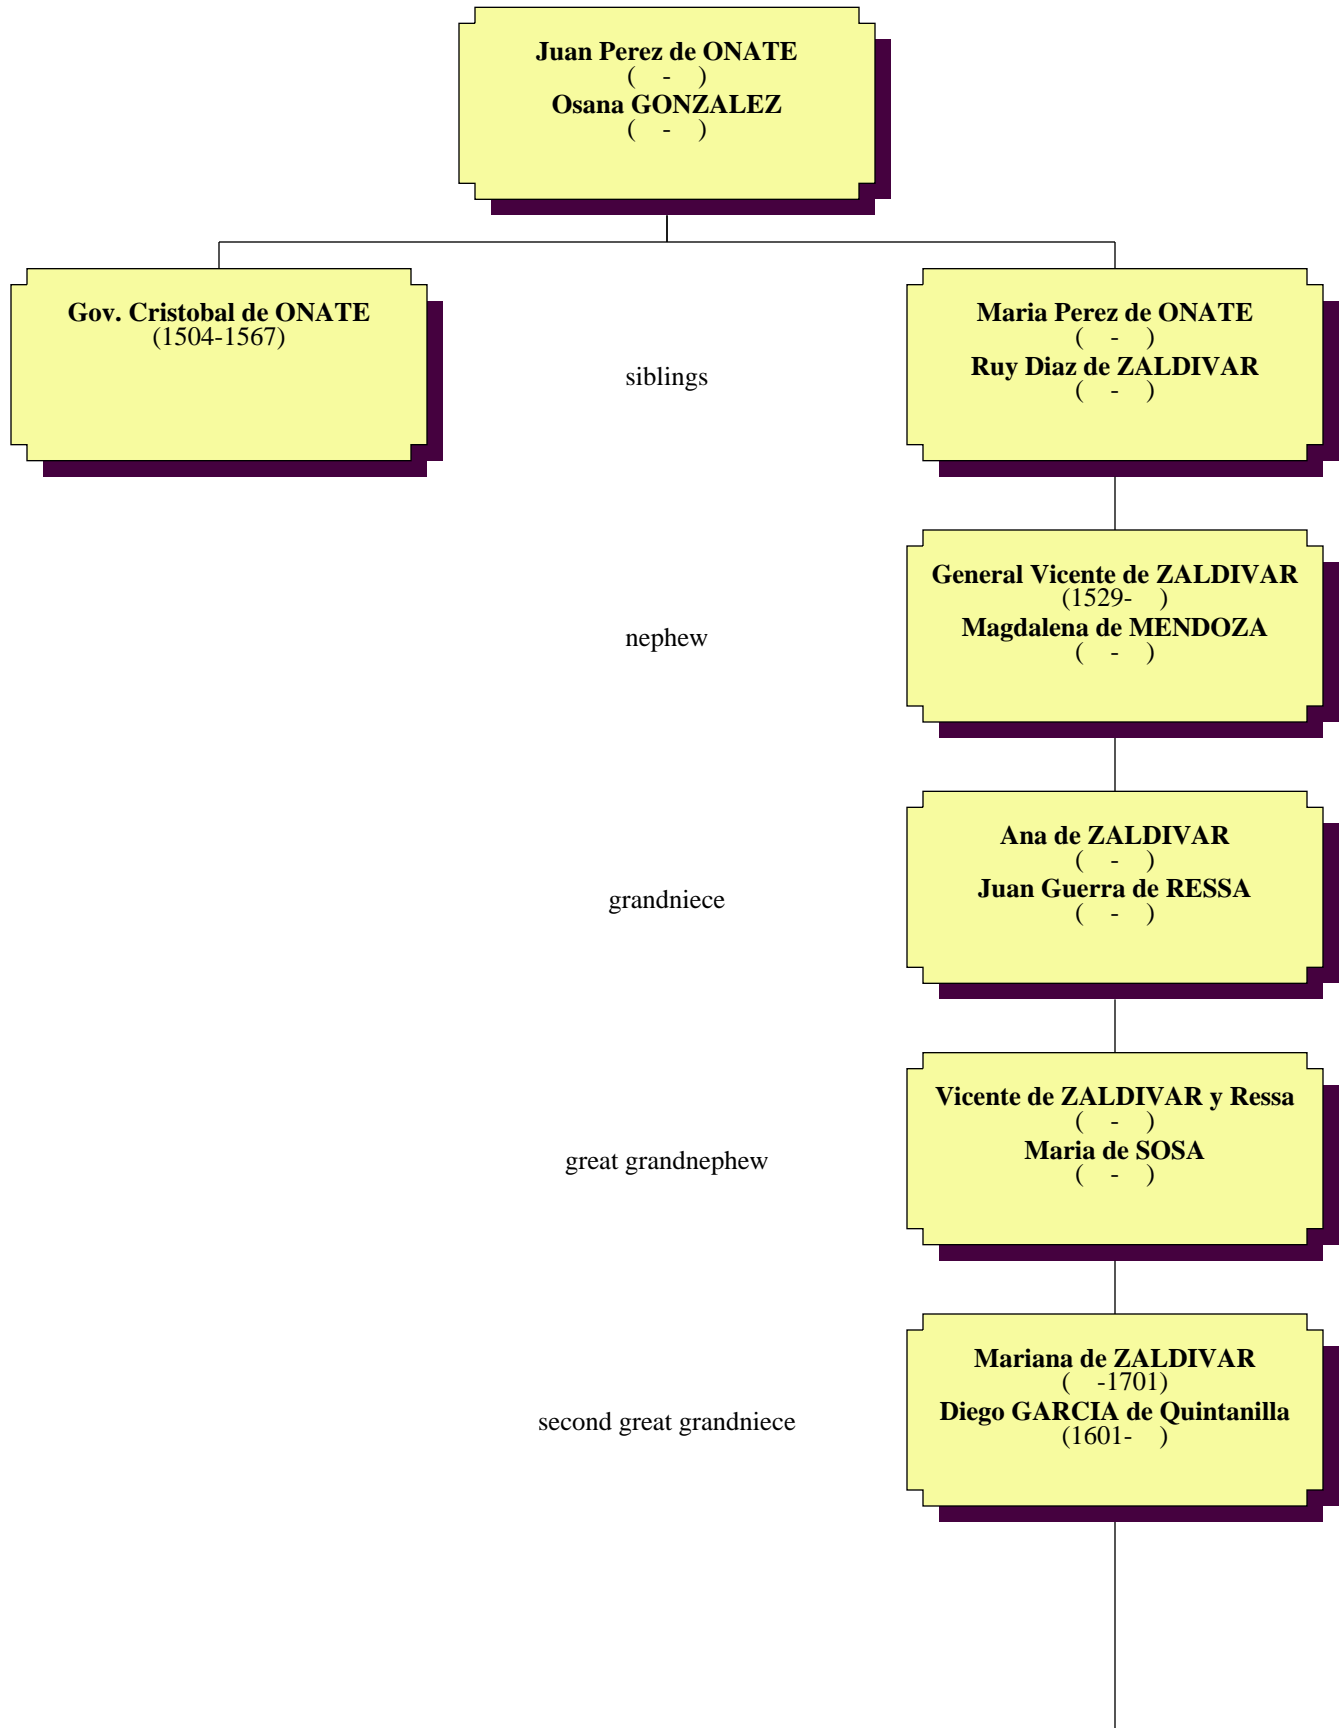 Juan Perez de ONATE
(    -    )
Osana GONZALEZ
(    -    )
Gov. Cristobal de ONATE
(1504-1567)
siblings
Maria Perez de ONATE
(    -    )
Ruy Diaz de ZALDIVAR
(    -    )
nephew
General Vicente de ZALDIVAR
(1529-    )
Magdalena de MENDOZA
(    -    )
grandniece
Ana de ZALDIVAR
(    -    )
Juan Guerra de RESSA
(    -    )
great grandnephew
Vicente de ZALDIVAR y Ressa
(    -    )
Maria de SOSA
(    -    )
second great grandniece
Mariana de ZALDIVAR
(    -1701)
Diego GARCIA de Quintanilla
(1601-    )